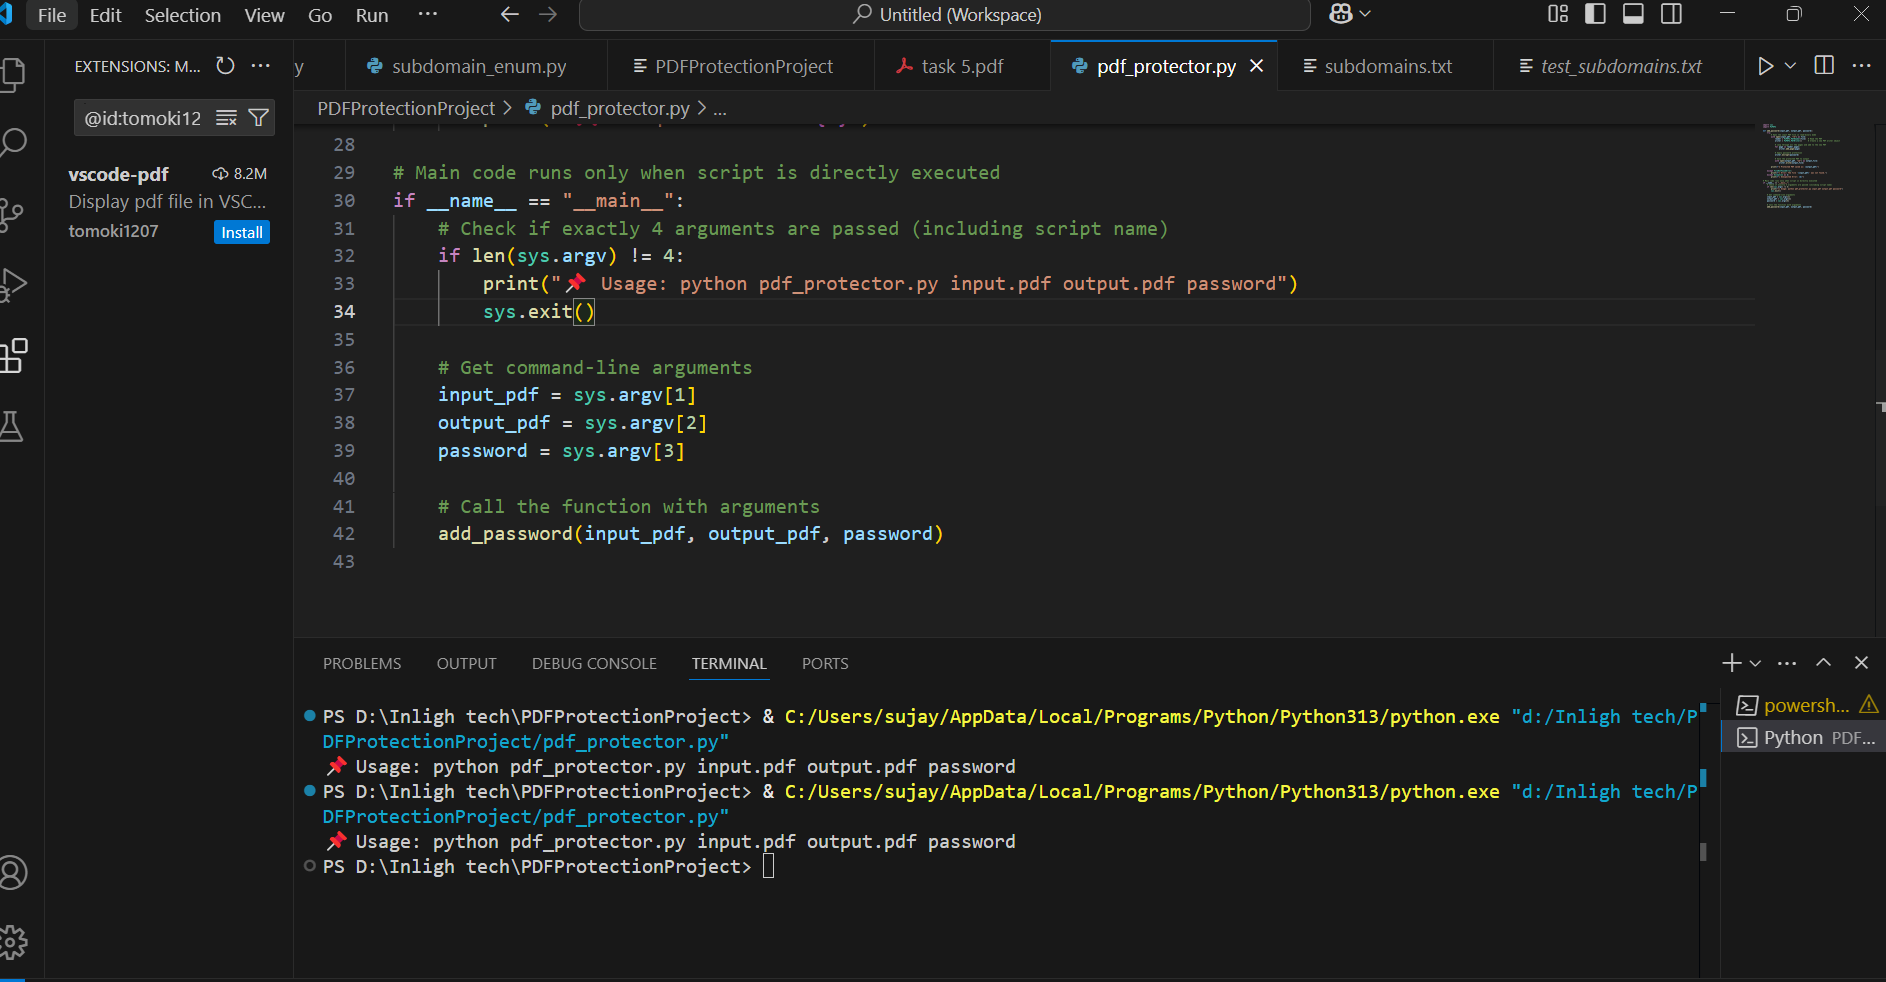 File Edit Selection View Go Run ··· Untitled (Workspace)
EXTENSIONS: M... ··· y subdomain_enum.py PDFProtectionProject task 5.pdf pdf_protector.py subdomains.txt test_subdomains.txt ···
PDFProtectionProject > pdf_protector.py > ...
@id:tomoki12
vscode-pdf 8.2M
Display pdf file in VSC...
tomoki1207 Install
28
29 # Main code runs only when script is directly executed
30 if __name__ == "__main__":
31 # Check if exactly 4 arguments are passed (including script name)
32 if len(sys.argv) != 4:
33 print("📌 Usage: python pdf_protector.py input.pdf output.pdf password")
34 sys.exit()
35
36 # Get command-line arguments
37 input_pdf = sys.argv[1]
38 output_pdf = sys.argv[2]
39 password = sys.argv[3]
40
41 # Call the function with arguments
42 add_password(input_pdf, output_pdf, password)
43
PROBLEMS OUTPUT DEBUG CONSOLE TERMINAL PORTS
PS D:\Inligh tech\PDFProtectionProject> & C:/Users/sujay/AppData/Local/Programs/Python/Python313/python.exe "d:/Inligh tech/P
DFProtectionProject/pdf_protector.py"
📌 Usage: python pdf_protector.py input.pdf output.pdf password
PS D:\Inligh tech\PDFProtectionProject> & C:/Users/sujay/AppData/Local/Programs/Python/Python313/python.exe "d:/Inligh tech/P
DFProtectionProject/pdf_protector.py"
📌 Usage: python pdf_protector.py input.pdf output.pdf password
PS D:\Inligh tech\PDFProtectionProject>
powersh...
Python PDF...